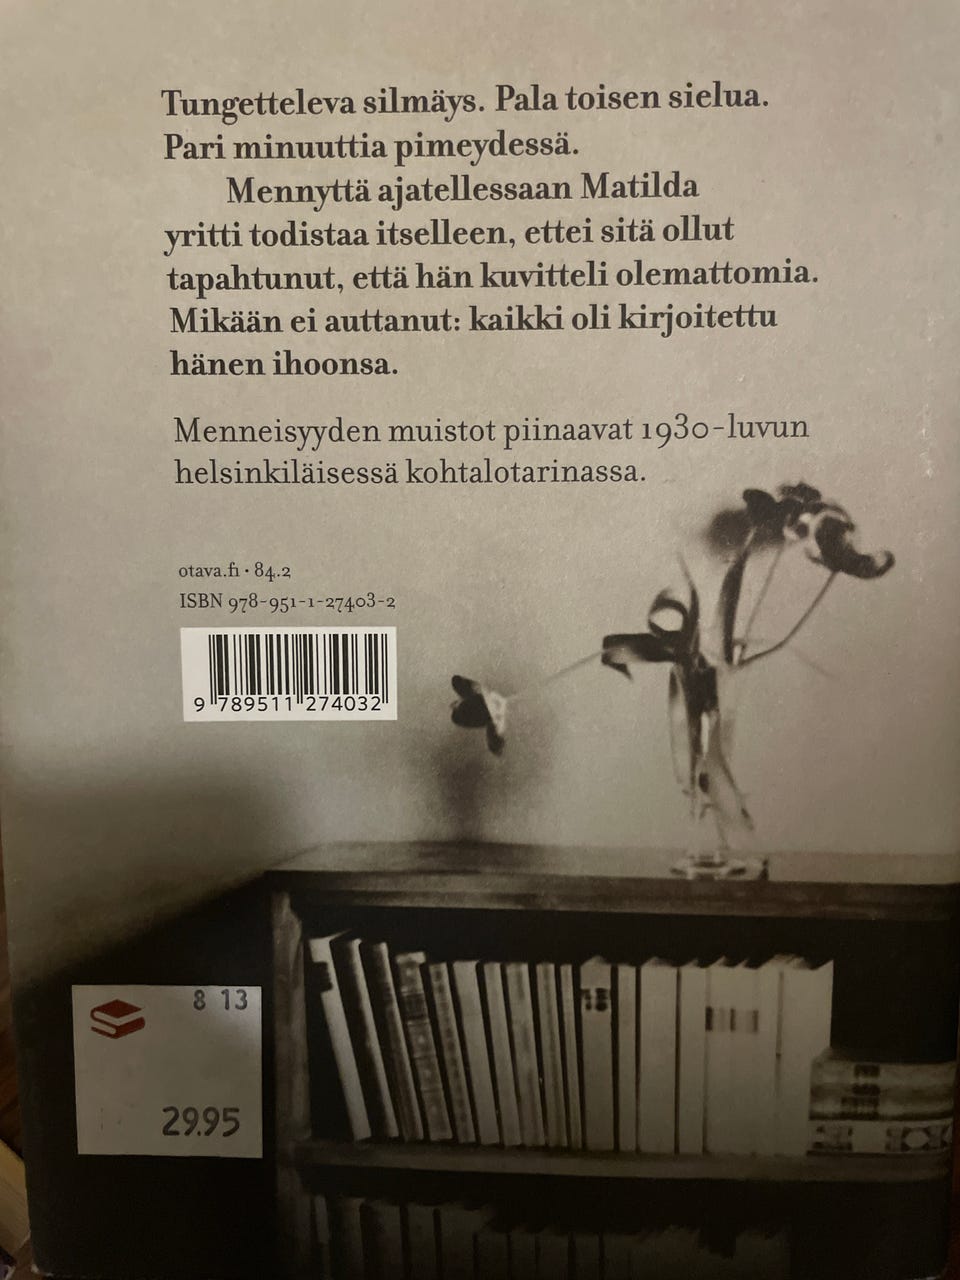 Tungetteleva silmäys. Pala toisen sielua.
Pari minuuttia pimeydessä.
Mennyttä ajatellessaan Matilda
yritti todistaa itselleen, ettei sitä ollut
tapahtunut, että hän kuvitteli olemattomia.
Mikään ei auttanut: kaikki oli kirjoitettu
hänen ihoonsa.
Menneisyyden muistot piinaavat 1930-luvun
helsinkiläisessä kohtalotarinassa.
otava.fi • 84.2
ISBN 978-951-1-27403-2
9 789511 274032
8 13
29.95